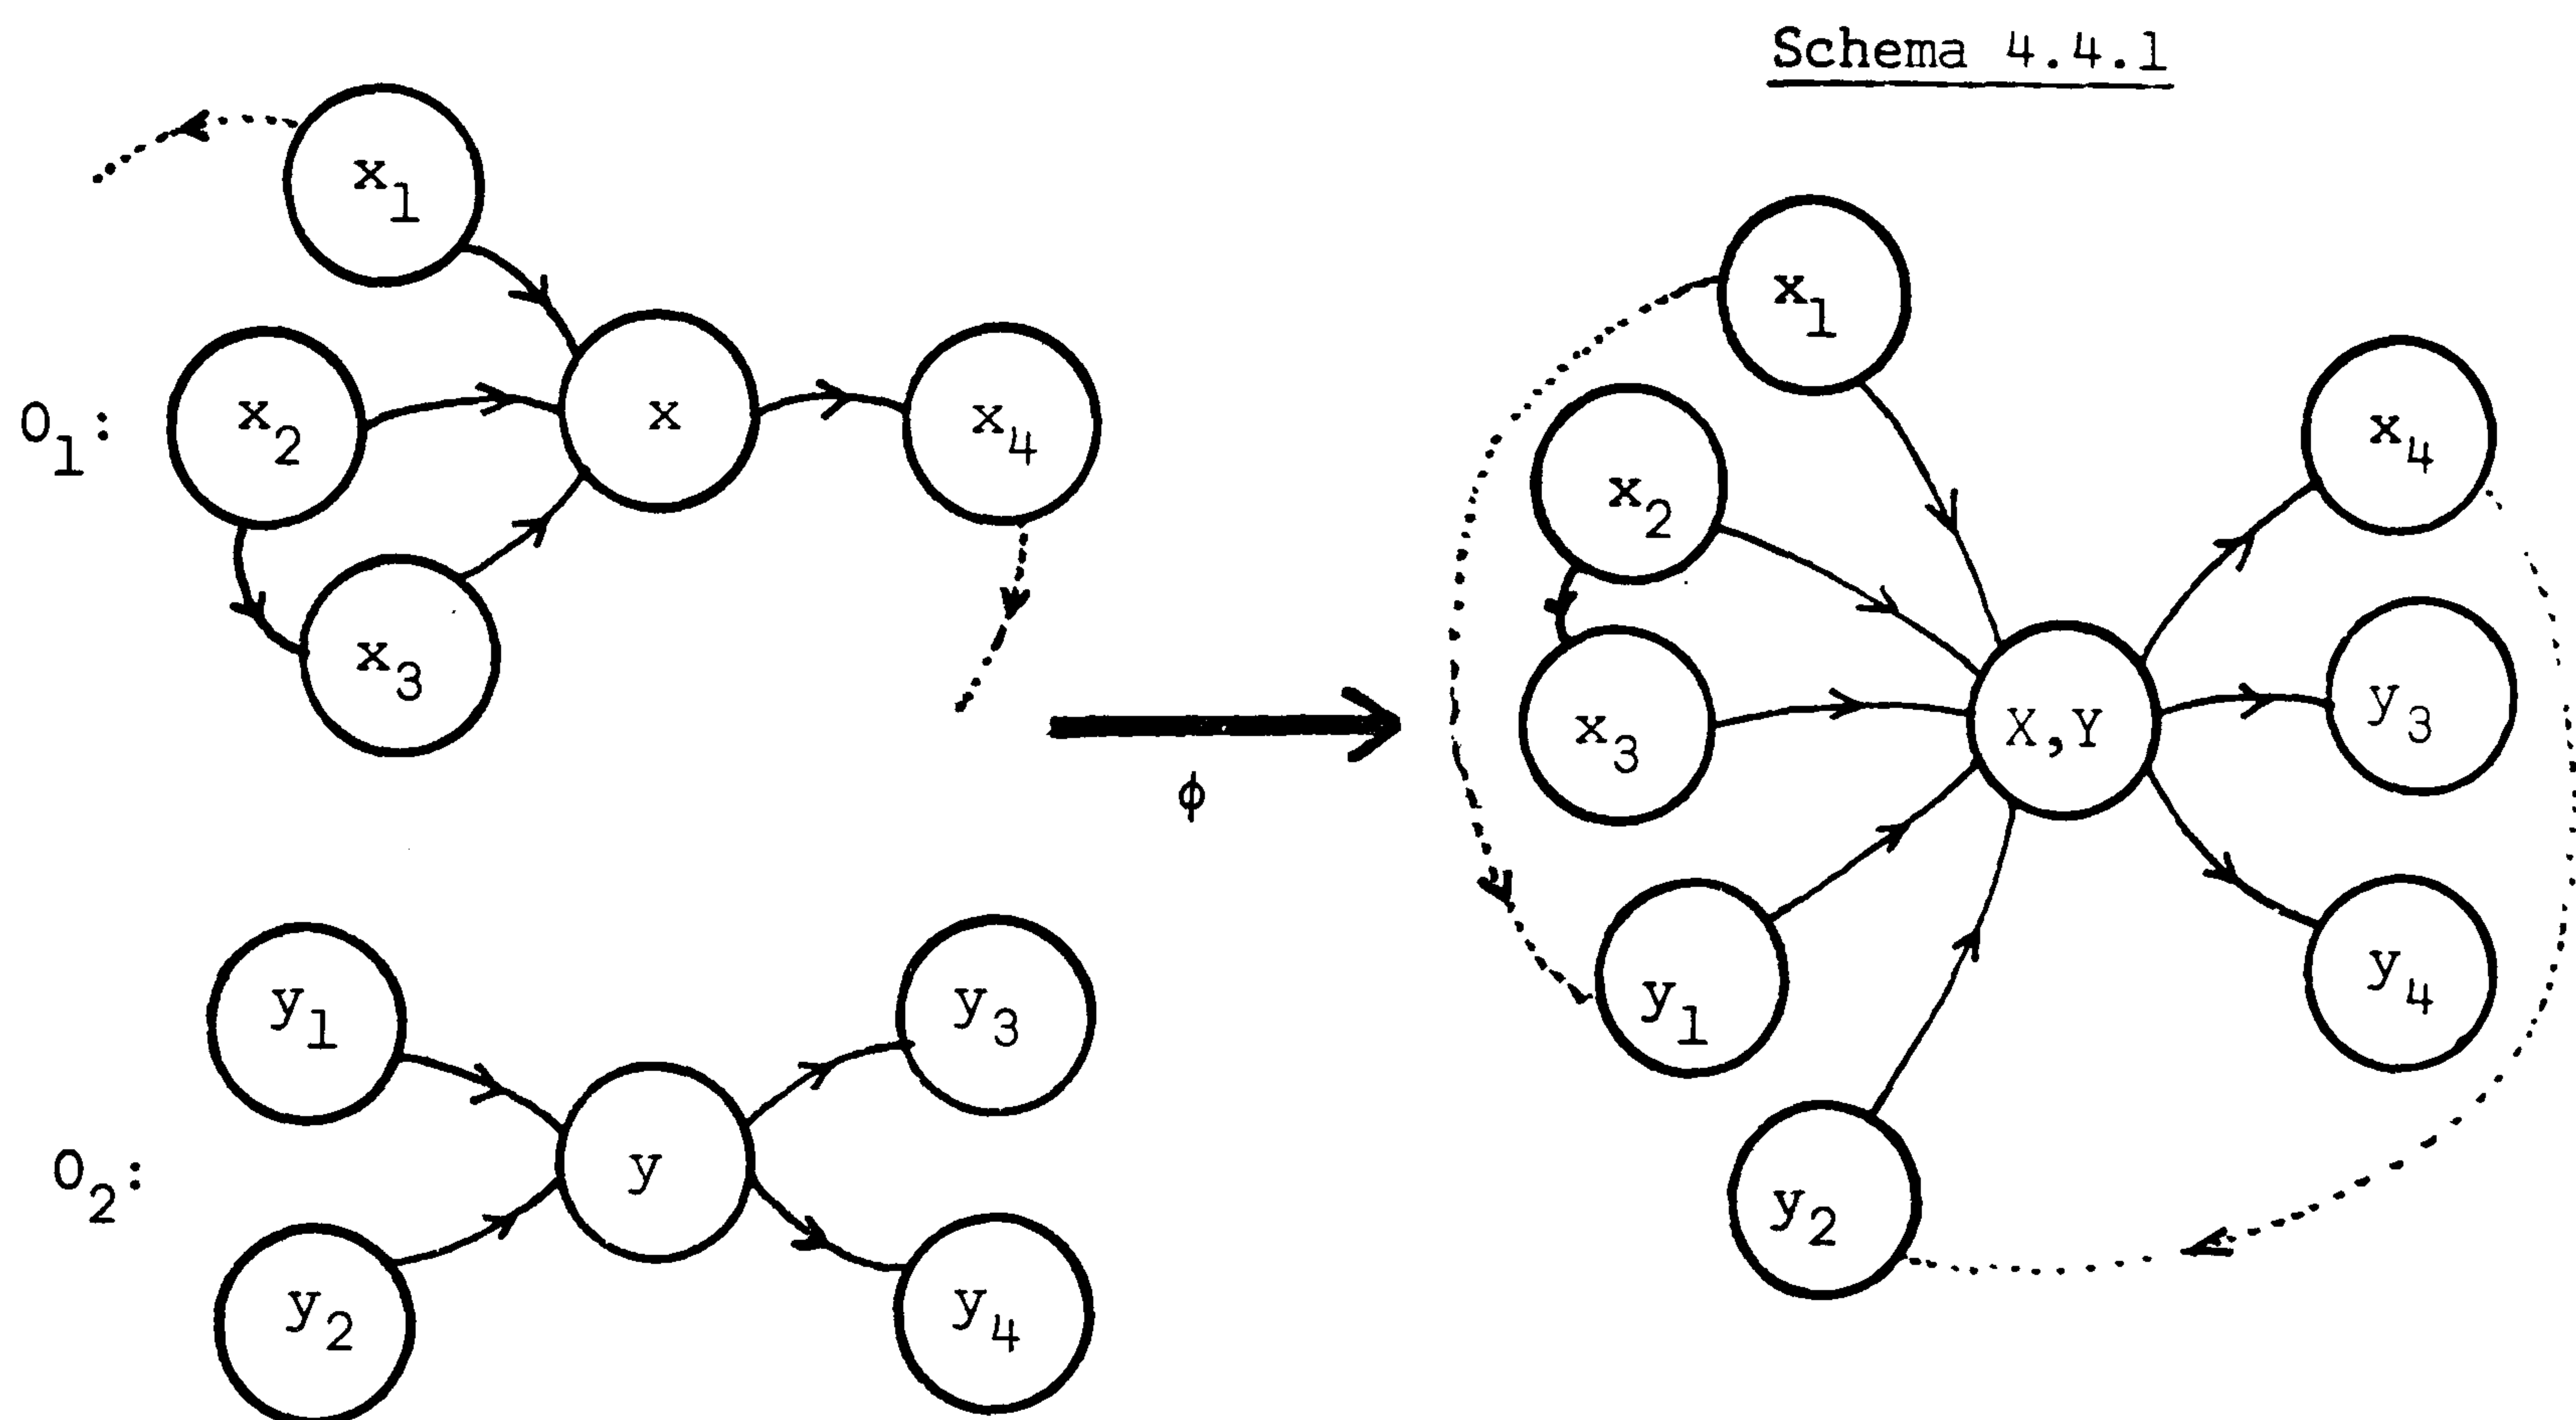 Schema 4.4.1
O₁:
x₁
x₂
x
x₄
x₃
ϕ
O₂:
y₁
y₃
y
y₂
y₄
x₁
x₄
x₂
y₃
x₃
X,Y
y₁
y₄
y₂